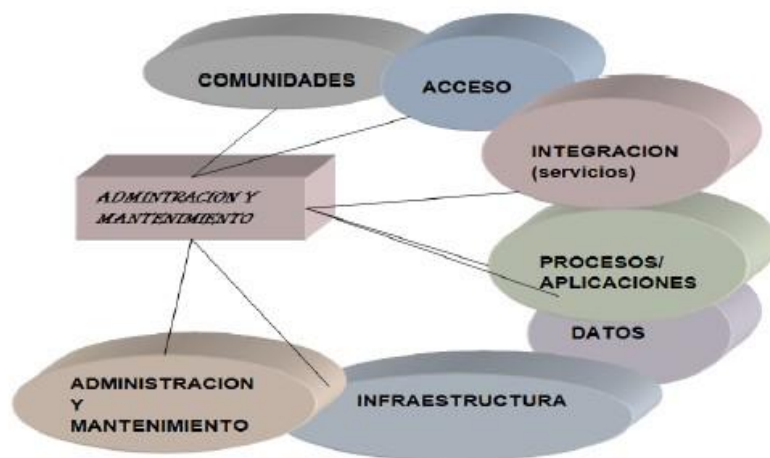 COMUNIDADES
ACCESO
INTEGRACION
(servicios)
ADMINTRACION Y
MANTENIMIENTO
PROCESOS/
APLICACIONES
DATOS
ADMINISTRACION
Y
MANTENIMIENTO
INFRAESTRUCTURA